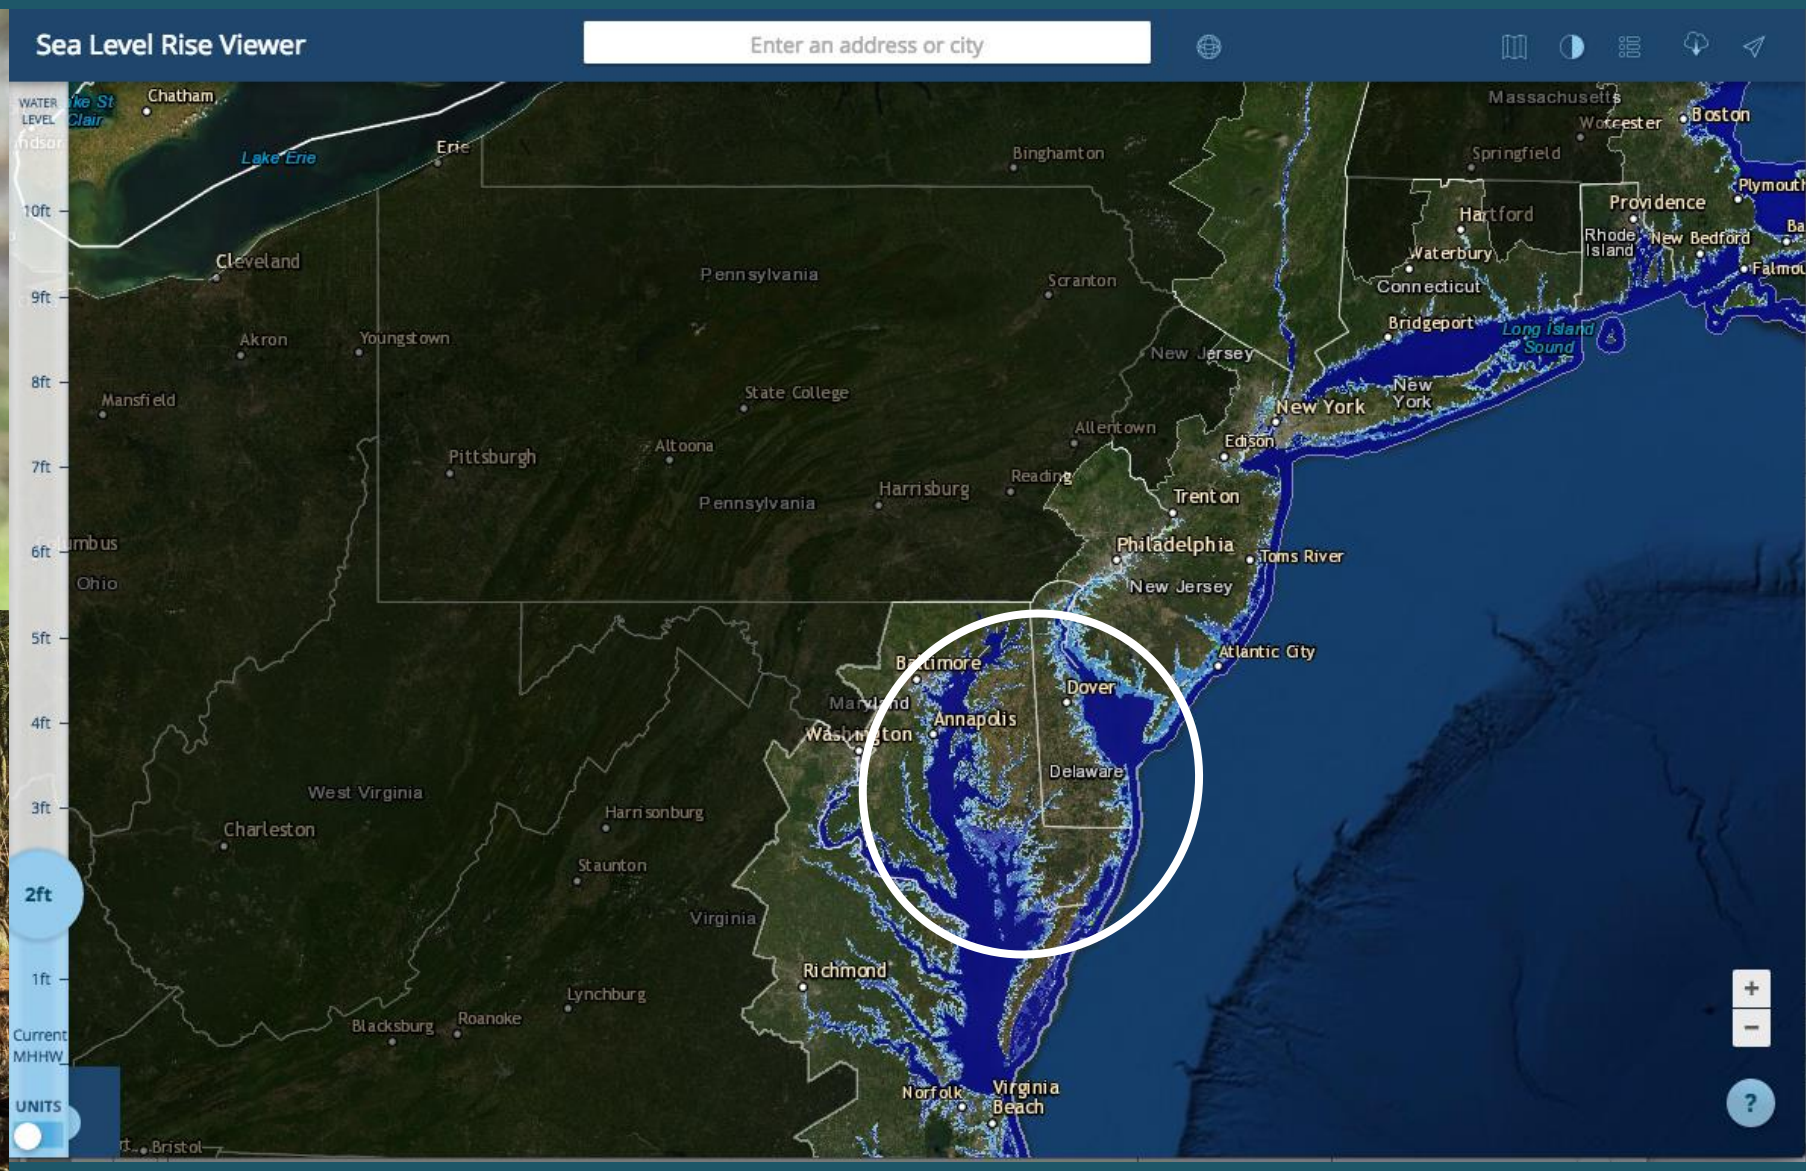 Sea Level Rise Viewer
Enter an address or city
WATER
LEVEL
10ft
9ft
8ft
7ft
6ft
5ft
4ft
3ft
2ft
1ft
Current
MHHW
UNITS
Chatham
Lake Erie
Erie
Binghamton
Massachusetts
Worcester
Boston
Springfield
Plymouth
Hartford
Providence
Rhode
Island
New Bedford
Waterbury
Connecticut
Cleveland
Pennsylvania
Scranton
Bridgeport
Long Island
Sound
Akron
Youngstown
New Jersey
Mansfield
State College
New
York
New York
Allentown
Edison
Pittsburgh
Altoona
Reading
Harrisburg
Pennsylvania
Trenton
Philadelphia
Toms River
Ohio
New Jersey
Baltimore
Atlantic City
Dover
Maryland
Annapolis
Washington
Delaware
West Virginia
Harrisonburg
Charleston
Staunton
Virginia
Richmond
Lynchburg
Blacksburg
Roanoke
Norfolk
Virginia
Beach
Bristol
+
−
?